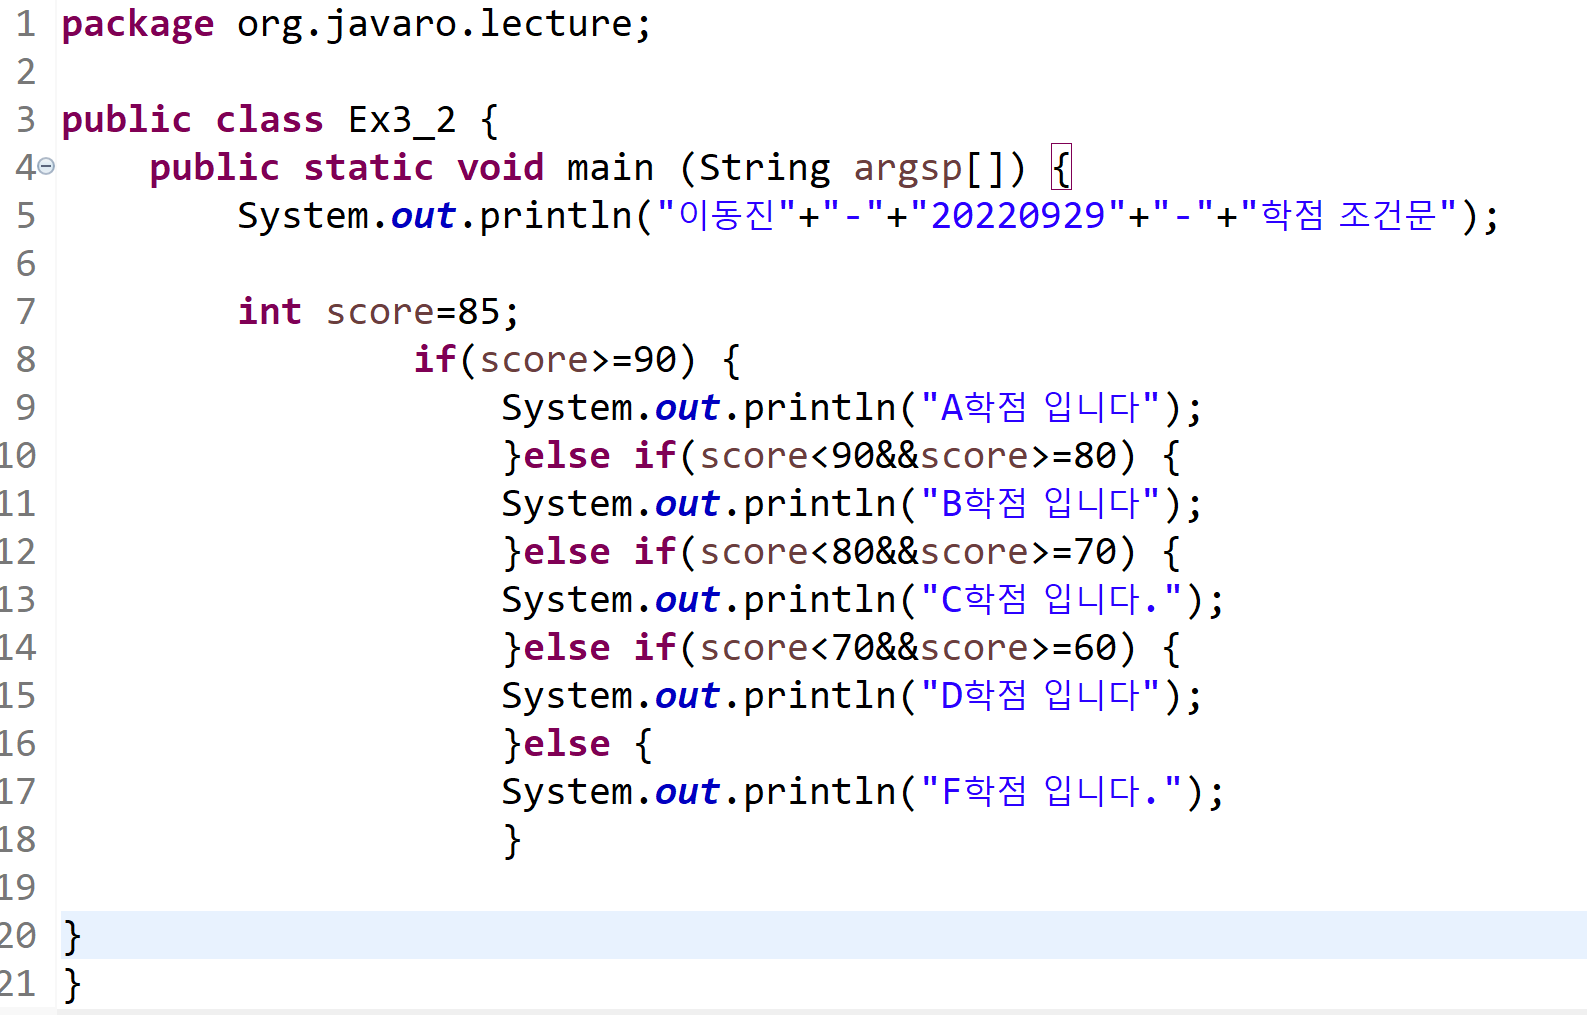 1 package org.javaro.lecture;
2
3 public class Ex3_2 {
4     public static void main (String argsp[]) {
5         System.out.println("이동진"+"-"+"20220929"+"-"+"학점 조건문");
6
7         int score=85;
8                 if(score>=90) {
9                     System.out.println("A학점 입니다");
10                     }else if(score<90&&score>=80) {
11                     System.out.println("B학점 입니다");
12                     }else if(score<80&&score>=70) {
13                     System.out.println("C학점 입니다.");
14                     }else if(score<70&&score>=60) {
15                     System.out.println("D학점 입니다");
16                     }else {
17                     System.out.println("F학점 입니다.");
18                     }
19
20 }
21 }